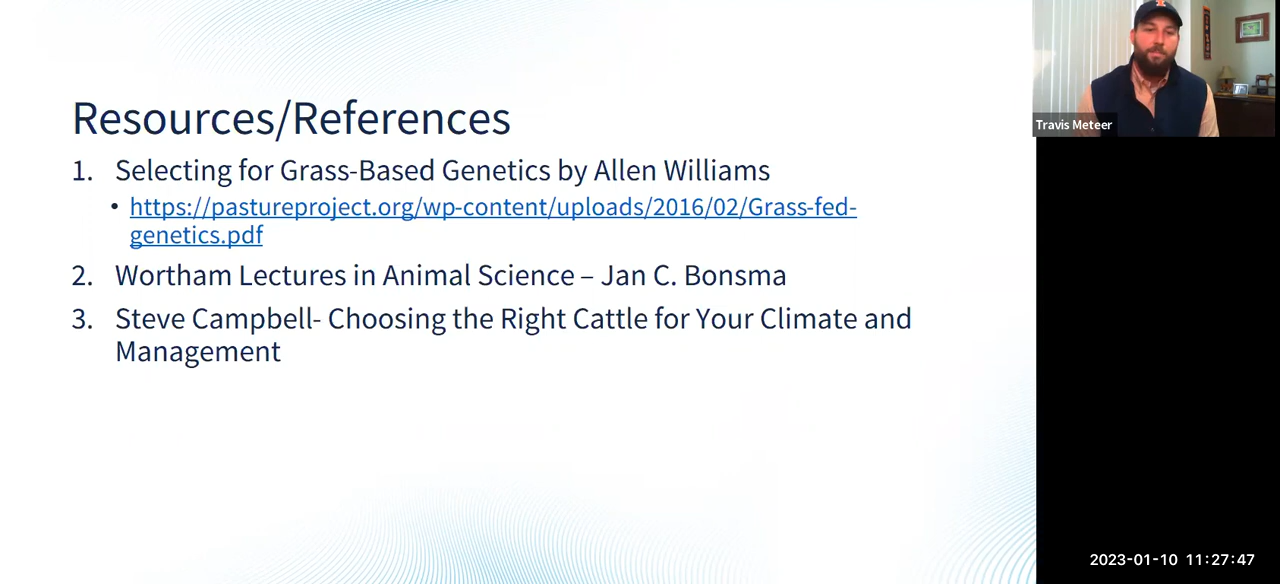 Resources/References
1. Selecting for Grass-Based Genetics by Allen Williams
• https://pastureproject.org/wp-content/uploads/2016/02/Grass-fed-
genetics.pdf
2. Wortham Lectures in Animal Science – Jan C. Bonsma
3. Steve Campbell- Choosing the Right Cattle for Your Climate and
Management
Travis Meteer
2023-01-10 11:27:47